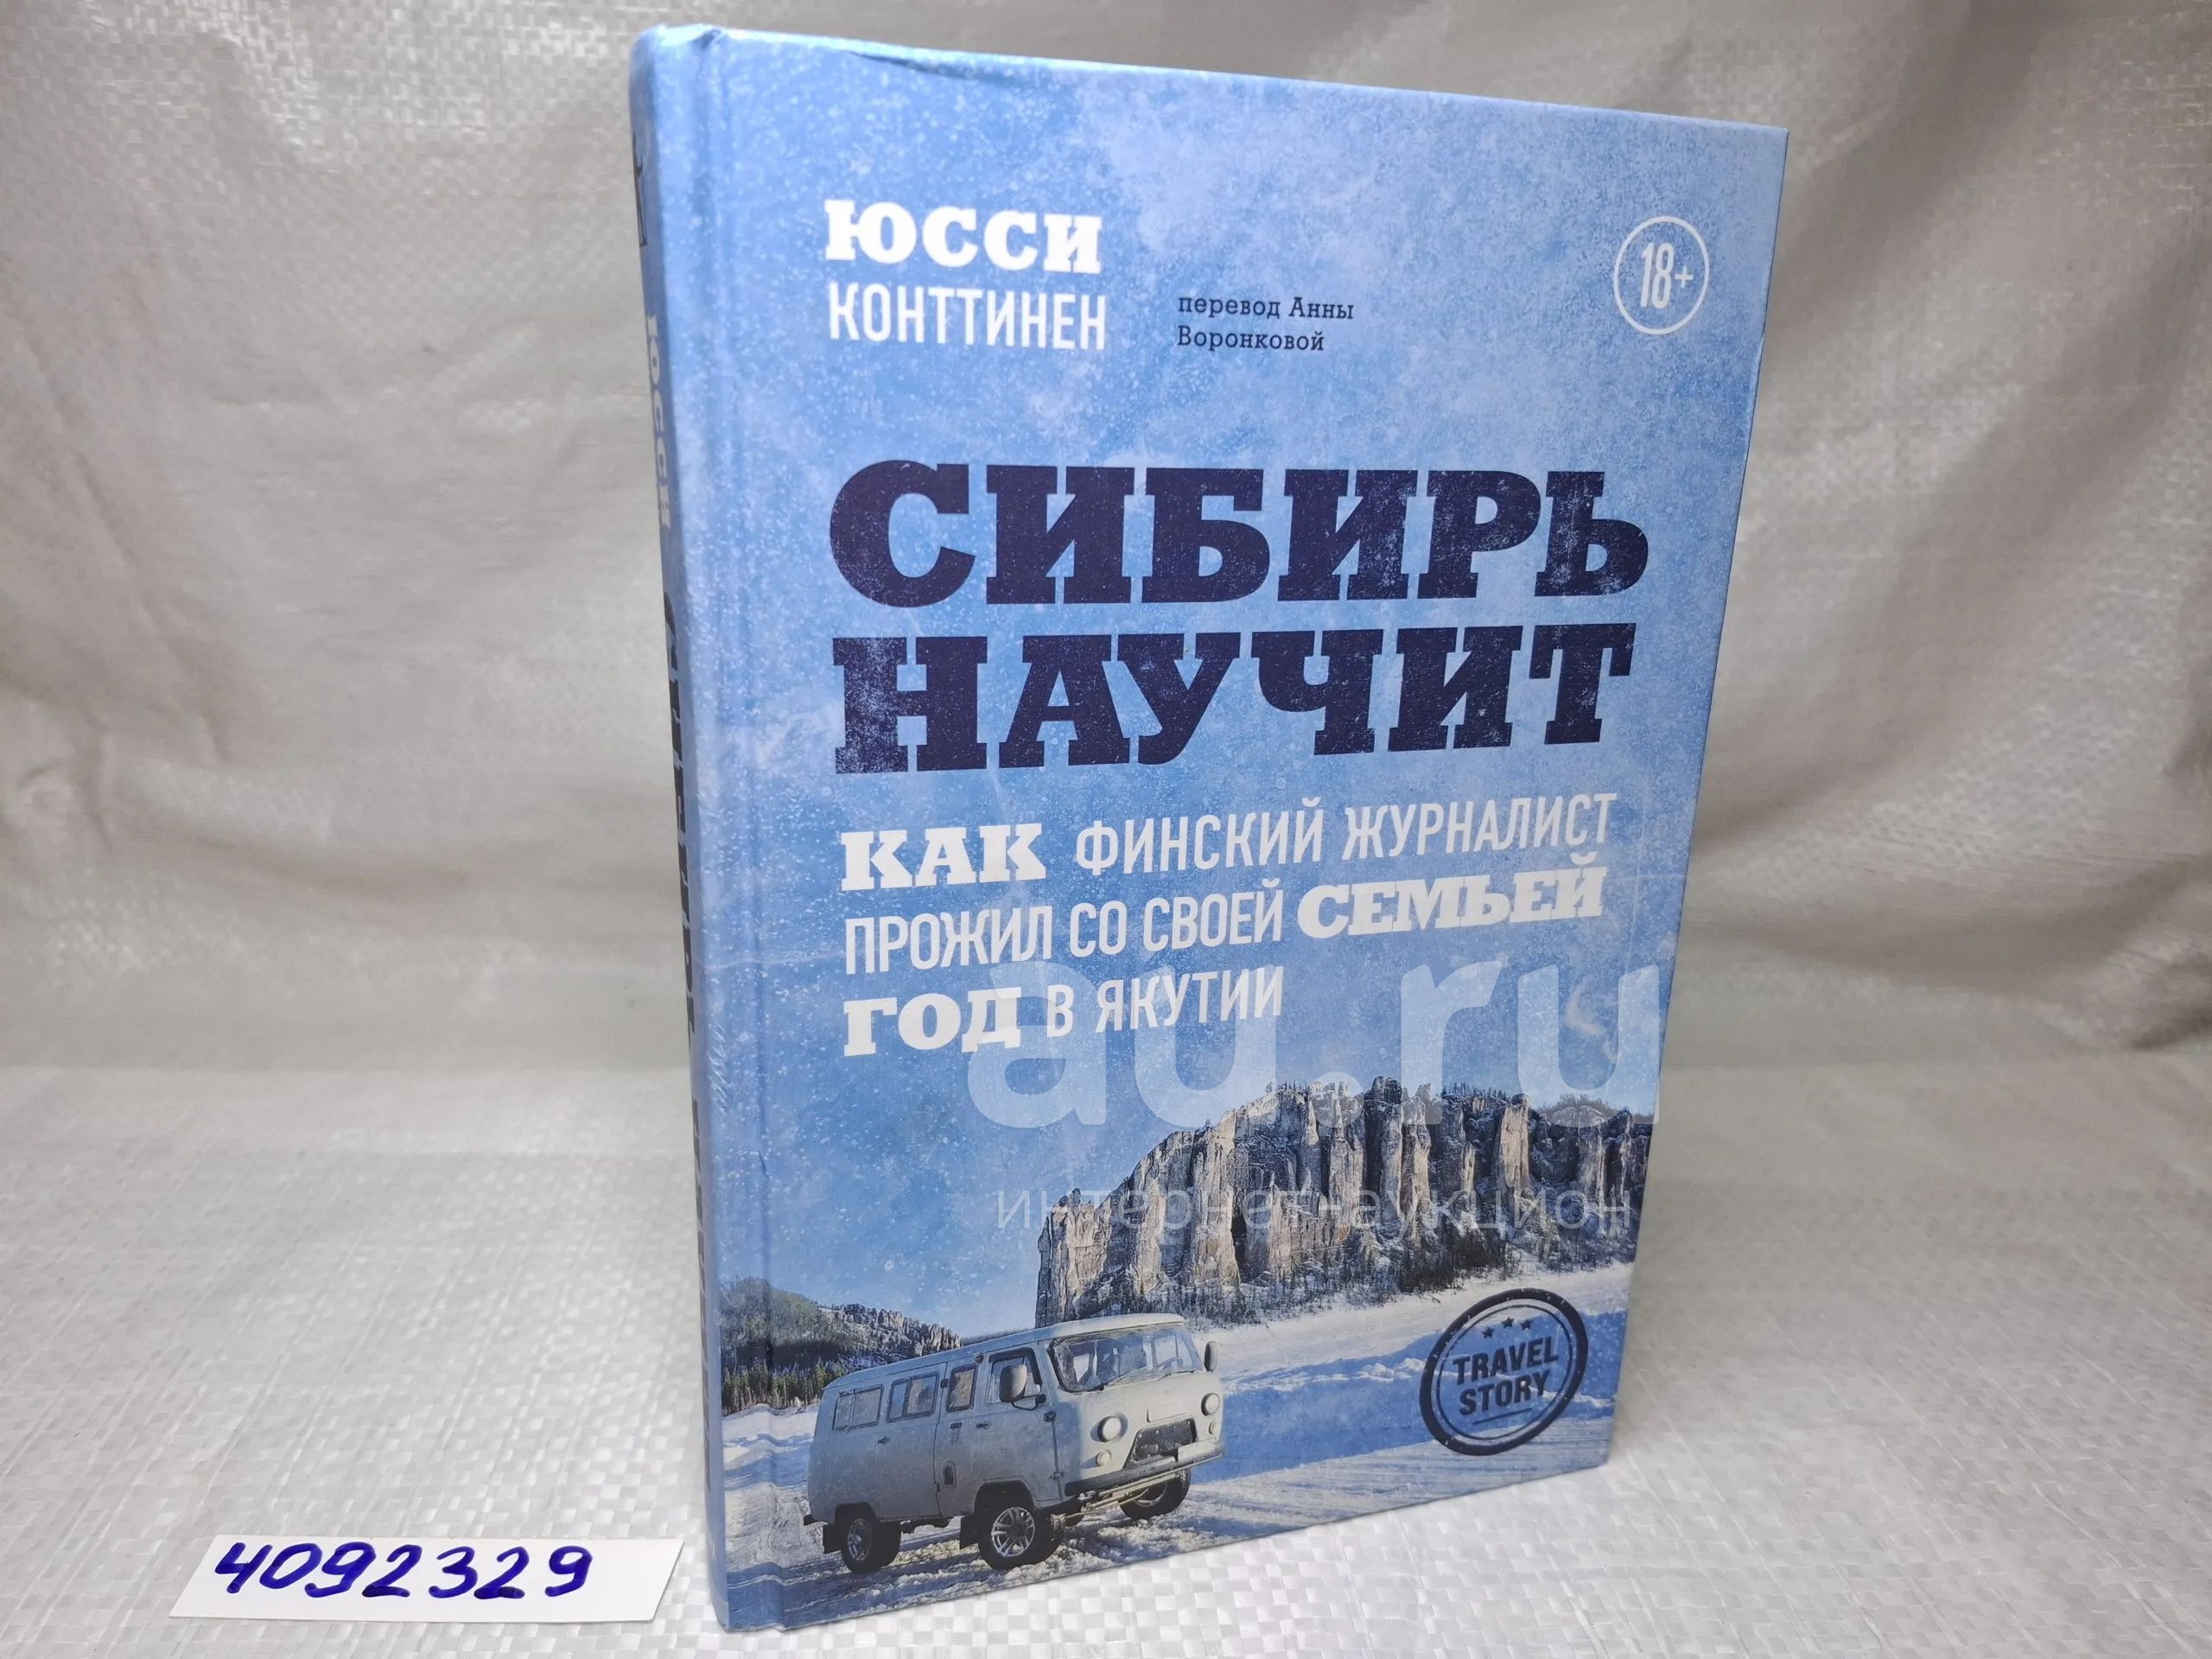 ЮССИ
КОНТТИНЕН
перевод Анны
Воронковой
18+
СИБИРЬ
НАУЧИТ
КАК ФИНСКИЙ ЖУРНАЛИСТ
ПРОЖИЛ СО СВОЕЙ СЕМЬЕЙ
ГОД В ЯКУТИИ
au.ru
интернет-аукцион
TRAVEL
STORY
ЮССИ
4092329